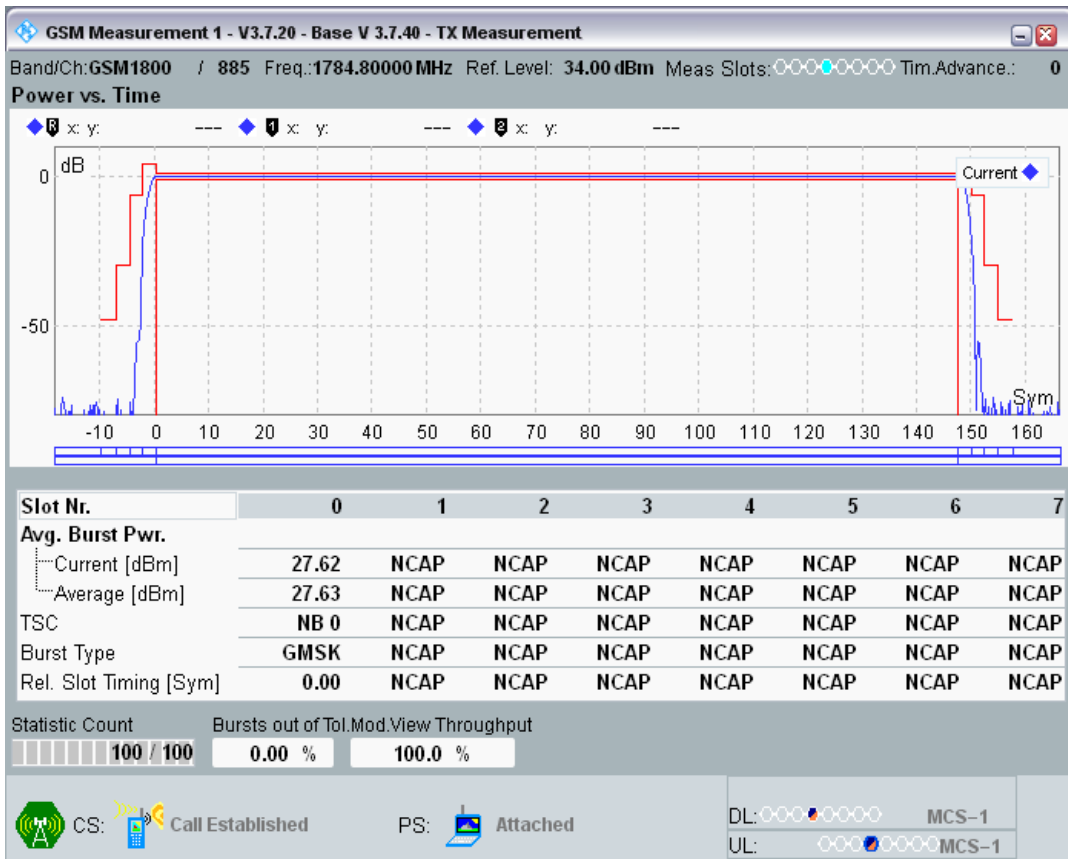 GSM Measurement 1 - V3.7.20 - Base V 3.7.40 - TX Measurement
Band/Ch:GSM1800 / 885 Freq.:1784.80000 MHz Ref. Level: 34.00 dBm Meas Slots: Tim.Advance.: 0
Power vs. Time
R x: y: --- 1 x: y: --- 2 x: y: ---
dB
Current
0
-50
Sym
-10 0 10 20 30 40 50 60 70 80 90 100 110 120 130 140 150 160
Slot Nr. 0 1 2 3 4 5 6 7
Avg. Burst Pwr.
Current [dBm] 27.62 NCAP NCAP NCAP NCAP NCAP NCAP NCAP
Average [dBm] 27.63 NCAP NCAP NCAP NCAP NCAP NCAP NCAP
TSC NB 0 NCAP NCAP NCAP NCAP NCAP NCAP NCAP
Burst Type GMSK NCAP NCAP NCAP NCAP NCAP NCAP NCAP
Rel. Slot Timing [Sym] 0.00 NCAP NCAP NCAP NCAP NCAP NCAP NCAP
Statistic Count Bursts out of Tol.Mod.View Throughput
100 / 100 0.00 % 100.0 %
CS: Call Established PS: Attached
DL: MCS-1
UL: MCS-1